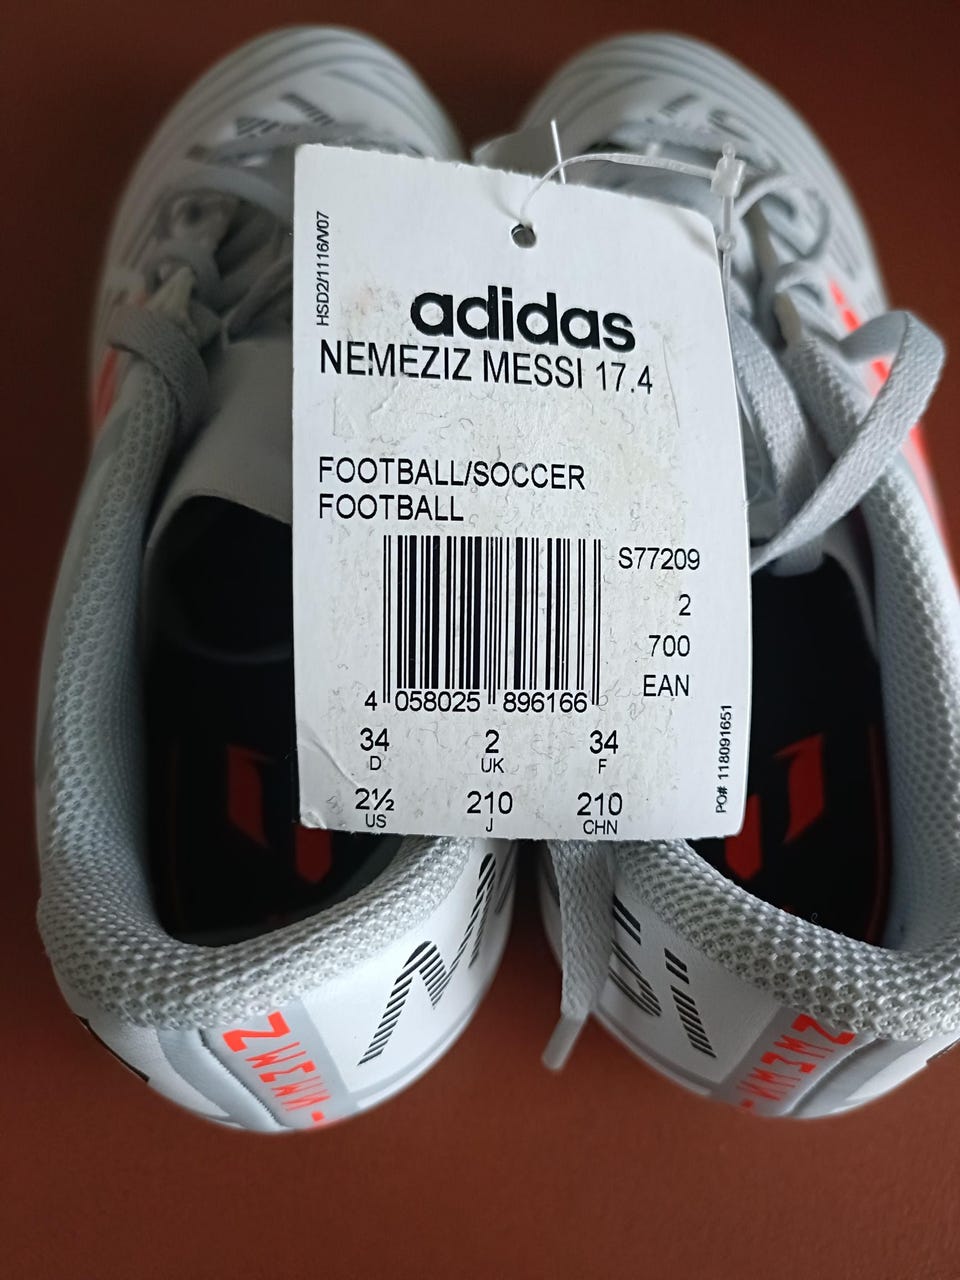 HSD2/1116/V07
adidas
NEMEZIZ MESSI 17.4
FOOTBALL/SOCCER
FOOTBALL
S77209
2
700
EAN
4 058025 896166
34 2 34
D UK F
2½ 210 210
US J CHN
PO# 118091651